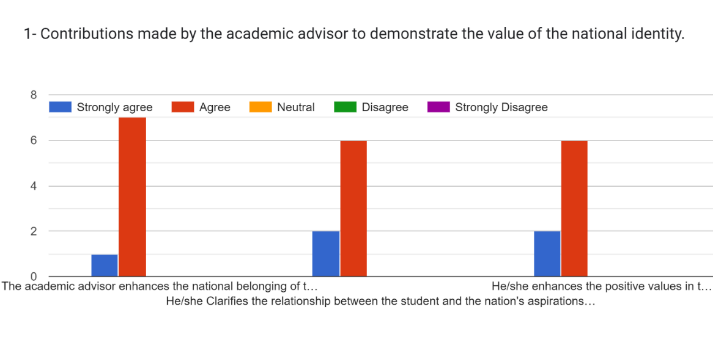 1- Contributions made by the academic advisor to demonstrate the value of the national identity.
8
Strongly agree Agree Neutral Disagree Strongly Disagree
6
4
2
0
The academic advisor enhances the national belonging of t… He/she enhances the positive values in t…
He/she Clarifies the relationship between the student and the nation's aspirations…